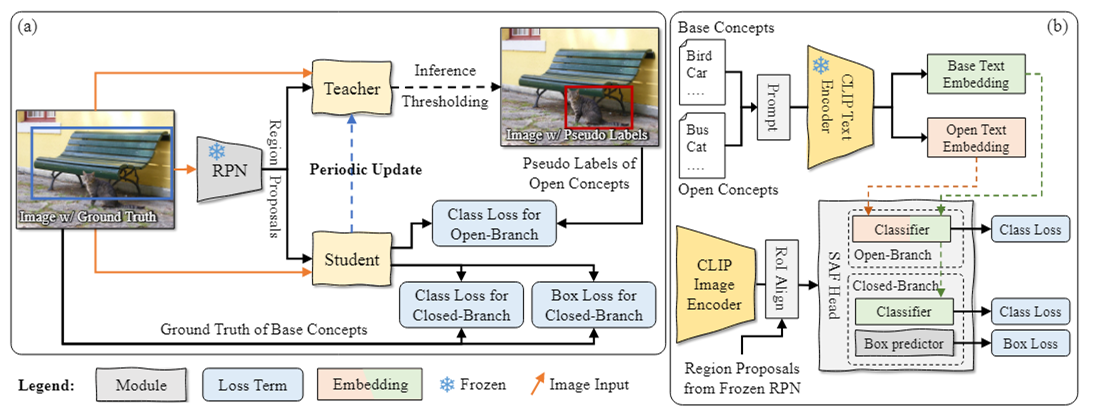 (a)
Teacher
Inference
Thresholding
Image w/ Pseudo Labels
Image w/ Ground Truth
RPN
Region
Proposals
Periodic Update
Pseudo Labels of
Open Concepts
Class Loss for
Open-Branch
Student
Class Loss for
Closed-Branch
Box Loss for
Closed-Branch
Ground Truth of Base Concepts
(b)
Base Concepts
Bird
Car
....
Bus
Cat
....
Open Concepts
Prompt
CLIP Text
Encoder
Base Text
Embedding
Open Text
Embedding
CLIP
Image
Encoder
RoI Align
SAF Head
Classifier
Open-Branch
Class Loss
Closed-Branch
Classifier
Class Loss
Box predictor
Box Loss
Region Proposals
from Frozen RPN
Legend:
Module
Loss Term
Embedding
Frozen
Image Input